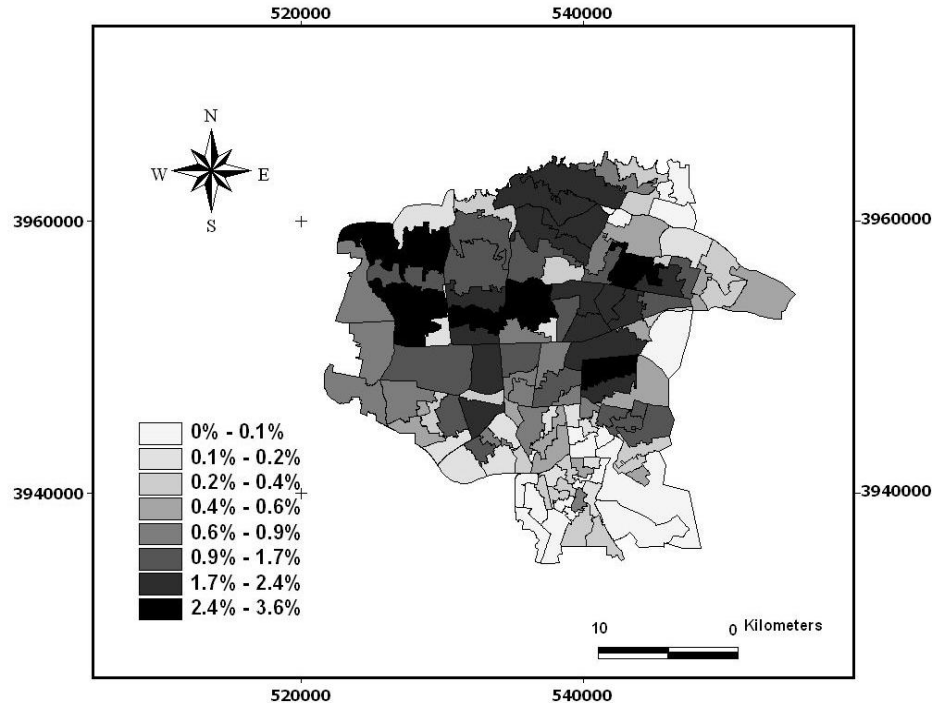 520000 540000
N
W E
S
3960000 3960000
0% - 0.1%
0.1% - 0.2%
0.2% - 0.4%
0.4% - 0.6%
0.6% - 0.9%
0.9% - 1.7%
1.7% - 2.4%
2.4% - 3.6%
3940000 3940000
10 0 Kilometers
520000 540000